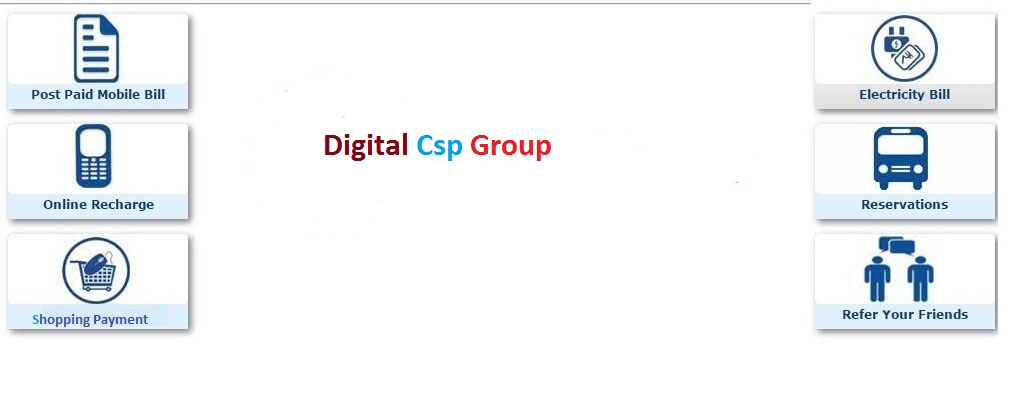 Post Paid Mobile Bill
Online Recharge
Shopping Payment
Digital Csp Group
Electricity Bill
Reservations
Refer Your Friends